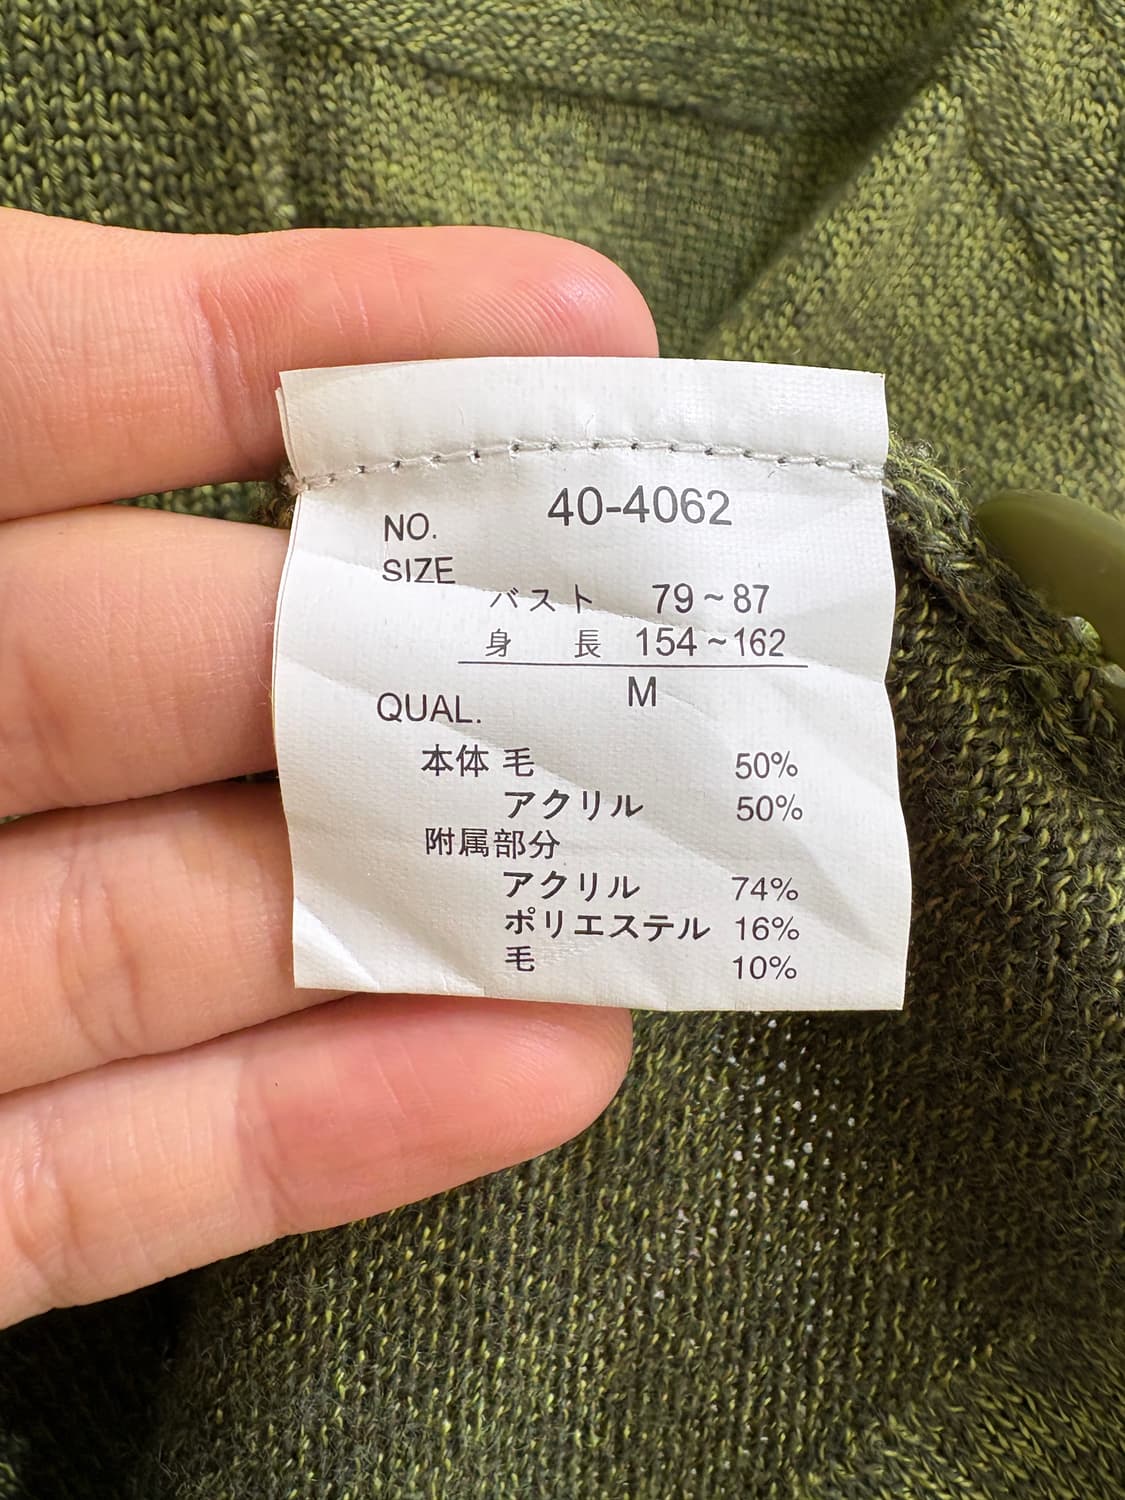 NO. 40-4062
SIZE
バスト 79~87
身 長 154~162
M
QUAL.
本体 毛 50%
アクリル 50%
附属部分
アクリル 74%
ポリエステル 16%
毛 10%